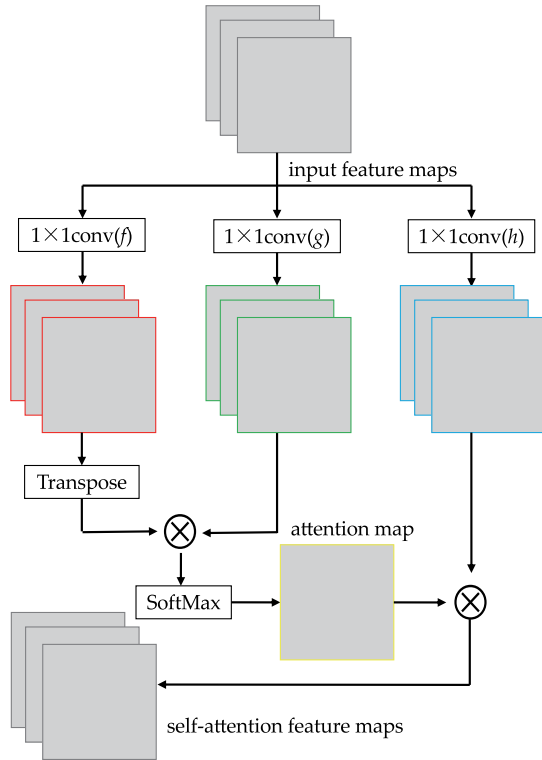 input feature maps
1×1conv(f)
1×1conv(g)
1×1conv(h)
Transpose
attention map
SoftMax
self-attention feature maps